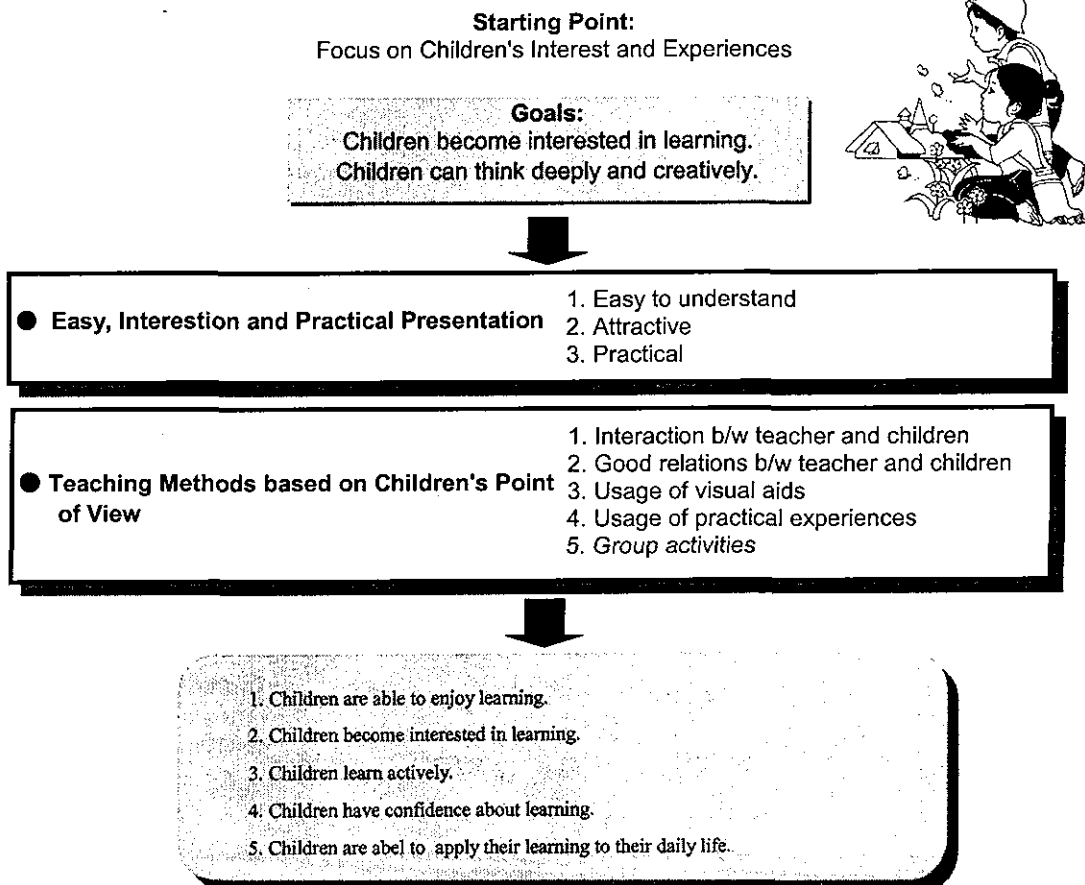 Starting Point:
Focus on Children's Interest and Experiences
Goals:
Children become interested in learning.
Children can think deeply and creatively.
● Easy, Interestion and Practical Presentation
1. Easy to understand
2. Attractive
3. Practical
● Teaching Methods based on Children's Point
of View
1. Interaction b/w teacher and children
2. Good relations b/w teacher and children
3. Usage of visual aids
4. Usage of practical experiences
5. Group activities
1. Children are able to enjoy learning.
2. Children become interested in learning.
3. Children learn actively.
4. Children have confidence about learning.
5. Children are abel to apply their learning to their daily life.